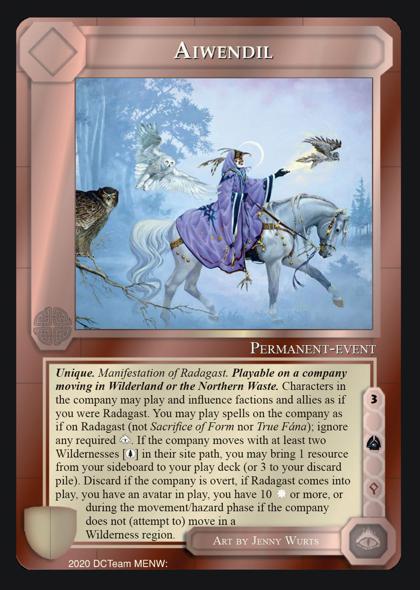 AIWENDIL
PERMANENT-EVENT
Unique. Manifestation of Radagast. Playable on a company
moving in Wilderland or the Northern Waste. Characters in
the company may play and influence factions and allies as if
you were Radagast. You may play spells on the company as
if on Radagast (not Sacrifice of Form nor True Fána); ignore
any required . If the company moves with at least two
Wildernesses [ ] in their site path, you may bring 1 resource
from your sideboard to your play deck (or 3 to your discard
pile). Discard if the company is overt, if Radagast comes into
play, you have an avatar in play, you have 10 or more, or
during the movement/hazard phase if the company
does not (attempt to) move in a
Wilderness region.
3
ART BY JENNY WURTS
2020 DCTeam MENW: